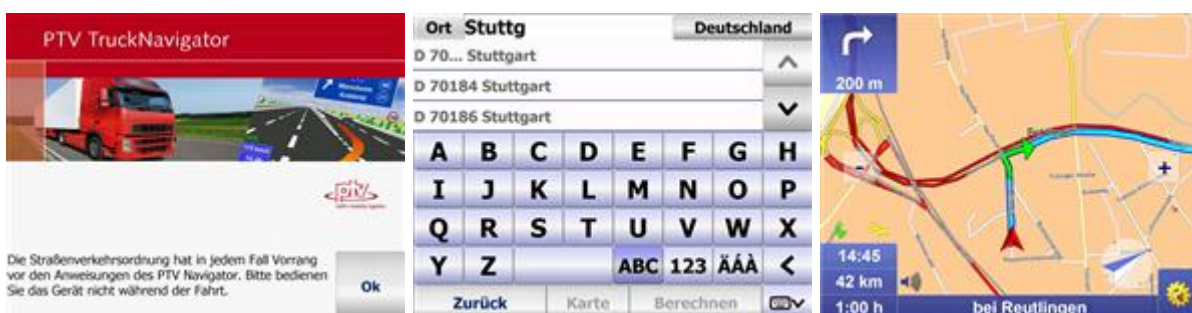 PTV TruckNavigator
ptv
Die Straßenverkehrsordnung hat in jedem Fall Vorrang
vor den Anweisungen des PTV Navigator. Bitte bedienen
Sie das Gerät nicht während der Fahrt.
Ok
Ort Stuttg Deutschland
D 70... Stuttgart
D 70184 Stuttgart
D 70186 Stuttgart
A B C D E F G H
I J K L M N O P
Q R S T U V W X
Y Z ABC 123 ÄÁÀ <
Zurück Karte Berechnen
200 m
-
+
14:45
42 km
1:00 h
bei Reutlingen